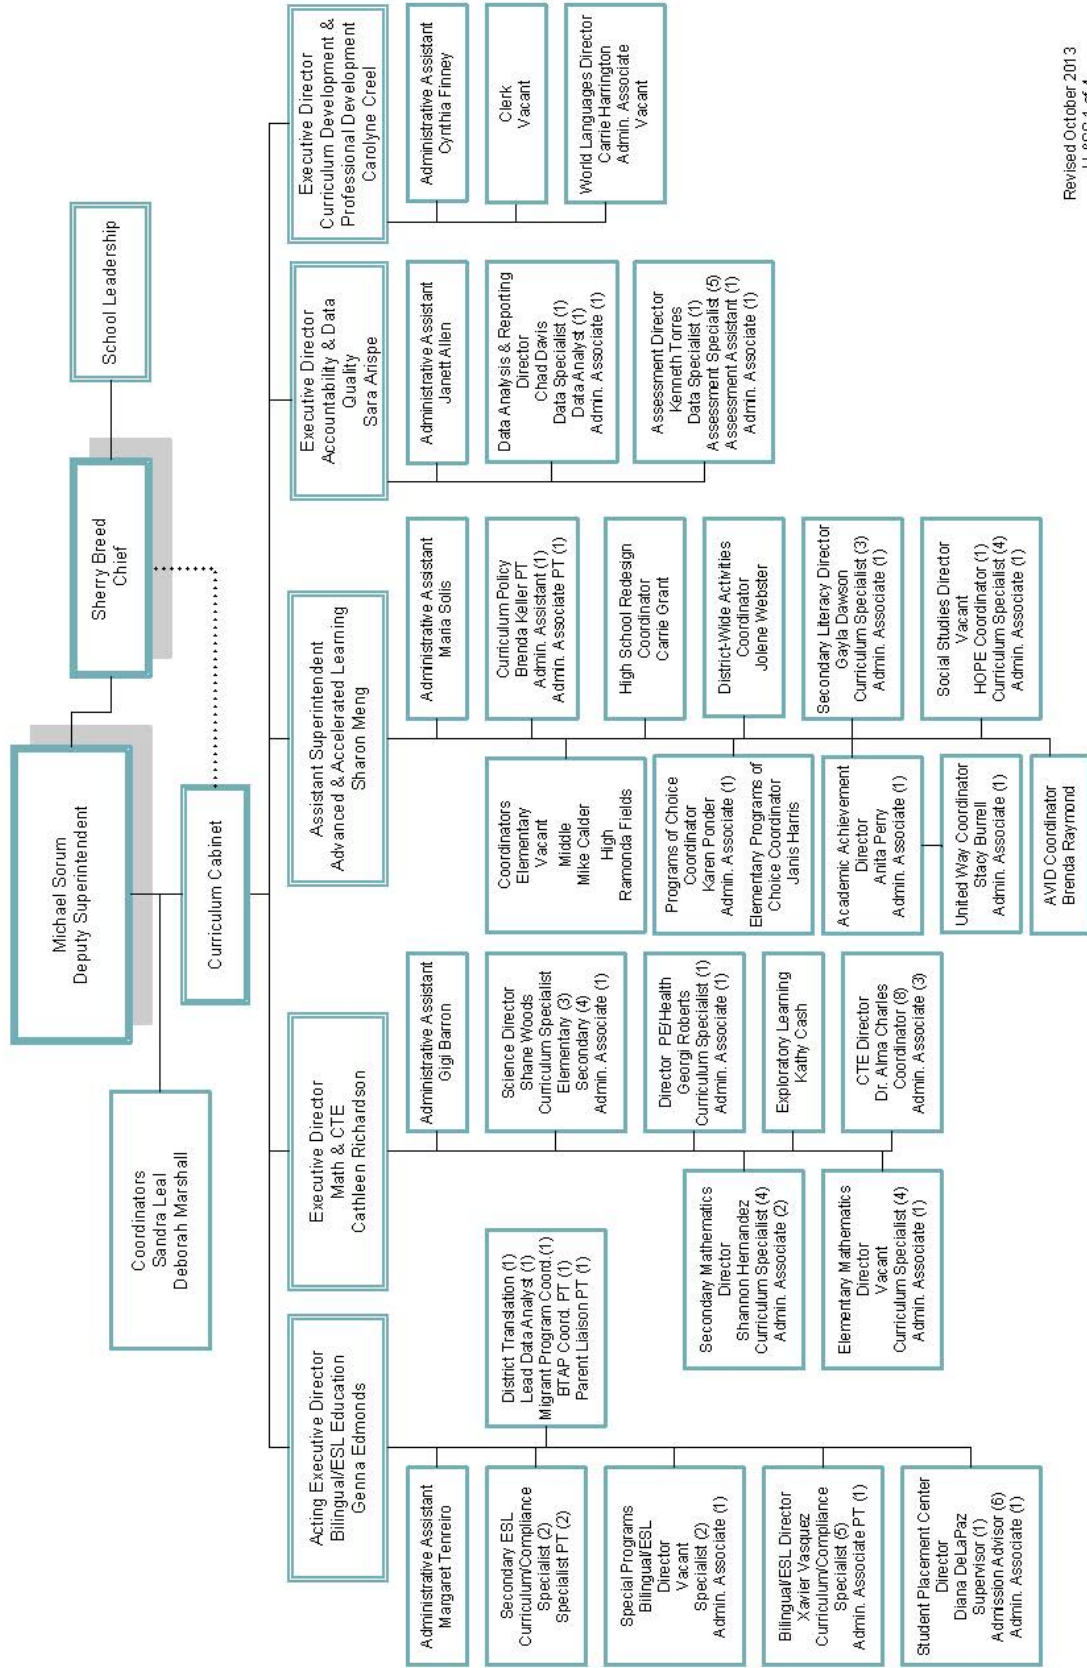 Michael Sorum
Deputy Superintendent
Sherry Breed
Chief
School Leadership
Coordinators
Sandra Leal
Deborah Marshall
Curriculum Cabinet
Acting Executive Director
Bilingual/ESL Education
Genna Edmonds
Administrative Assistant
Margaret Tenreiro
District Translation (1)
Lead Data Analyst (1)
Migrant Program Coord.(1)
BTAP Coord. PT (1)
Parent Liaison PT (1)
Secondary ESL
Curriculum/Compliance
Specialist (2)
Specialist PT (2)
Special Programs
Bilingual/ESL
Director
Vacant
Specialist (2)
Admin. Associate (1)
Bilingual/ESL Director
Xavier Vasquez
Curriculum/Compliance
Specialist (5)
Admin. Associate PT (1)
Student Placement Center
Director
Diana DeLaPaz
Supervisor (1)
Admission Advisor (6)
Admin. Associate (1)
Executive Director
Math & CTE
Cathleen Richardson
Administrative Assistant
Gigi Barron
Science Director
Shane Woods
Curriculum Specialist
Elementary (3)
Secondary (4)
Admin. Associate (1)
Director PE/Health
Georgi Roberts
Curriculum Specialist (1)
Admin. Associate (1)
Secondary Mathematics
Director
Shannon Hernandez
Curriculum Specialist (4)
Admin. Associate (2)
Exploratory Learning
Kathy Cash
Elementary Mathematics
Director
Vacant
Curriculum Specialist (4)
Admin. Associate (1)
CTE Director
Dr. Alma Charles
Coordinator (8)
Admin. Associate (3)
Assistant Superintendent
Advanced & Accelerated Learning
Sharon Meng
Administrative Assistant
Maria Solis
Coordinators
Elementary
Vacant
Middle
Mike Calder
High
Ramonda Fields
Curriculum Policy
Brenda Keller PT
Admin. Assistant (1)
Admin. Associate PT (1)
High School Redesign
Coordinator
Carrie Grant
Programs of Choice
Coordinator
Karen Ponder
Admin. Associate (1)
Elementary Programs of
Choice Coordinator
Janis Harris
District-Wide Activities
Coordinator
Jolene Webster
Academic Achievement
Director
Anita Perry
Admin. Associate (1)
Secondary Literacy Director
Gayla Dawson
Curriculum Specialist (3)
Admin. Associate (1)
United Way Coordinator
Stacy Burrell
Admin. Associate (1)
Social Studies Director
Vacant
HOPE Coordinator (1)
Curriculum Specialist (4)
Admin. Associate (1)
AVID Coordinator
Brenda Raymond
Executive Director
Accountability & Data
Quality
Sara Arispe
Administrative Assistant
Janett Allen
Data Analysis & Reporting
Director
Chad Davis
Data Specialist (1)
Data Analyst (1)
Admin. Associate (1)
Assessment Director
Kenneth Torres
Data Specialist (1)
Assessment Specialist (5)
Assessment Assistant (1)
Admin. Associate (1)
Executive Director
Curriculum Development &
Professional Development
Carolyne Creel
Administrative Assistant
Cynthia Finney
Clerk
Vacant
World Languages Director
Carrie Harrington
Admin. Associate
Vacant
Revised October 2013